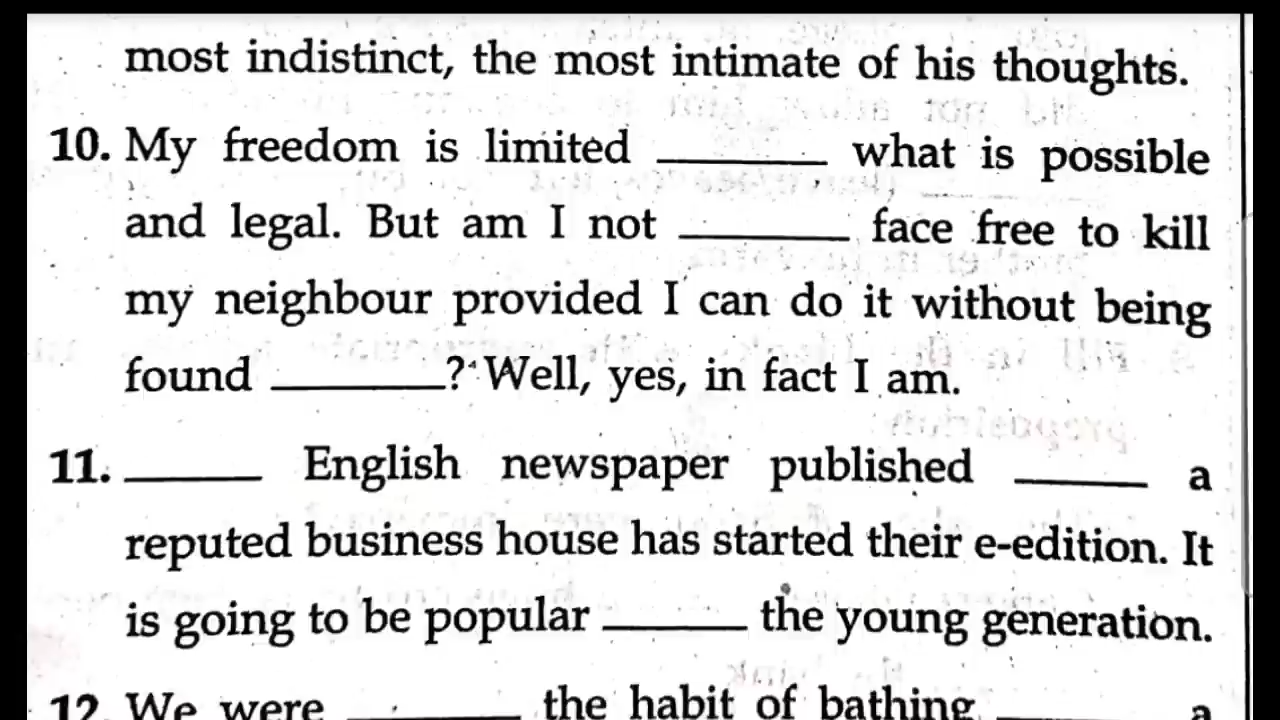 most indistinct, the most intimate of his thoughts.
10. My freedom is limited ________ what is possible
and legal. But am I not ________ face free to kill
my neighbour provided I can do it without being
found ________? Well, yes, in fact I am.
11. ________ English newspaper published ________ a
reputed business house has started their e-edition. It
is going to be popular ________ the young generation.
12. We were ________ the habit of bathing ________ a